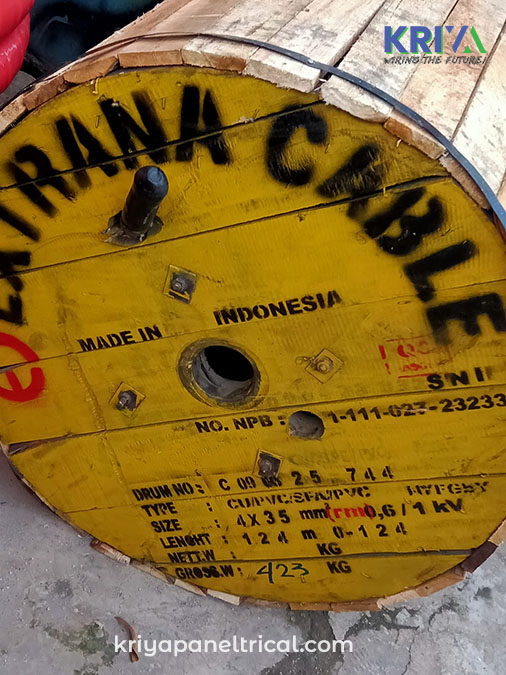 KRIYA
WIRING THE FUTURE!
EXTRANA CABLE
MADE IN INDONESIA
SNI
NO. NPB : 1-111-027-23233
DRUM NO : C 09 00 25 744
TYPE : CU/PVC/SFA/PVC NYFGBY
SIZE : 4X35 mm (rm) 0,6/1 kV
LENGHT : 124 m 0-124
NETT.W : KG
GROSS.W : 423 KG
kriyapaneltrical.com